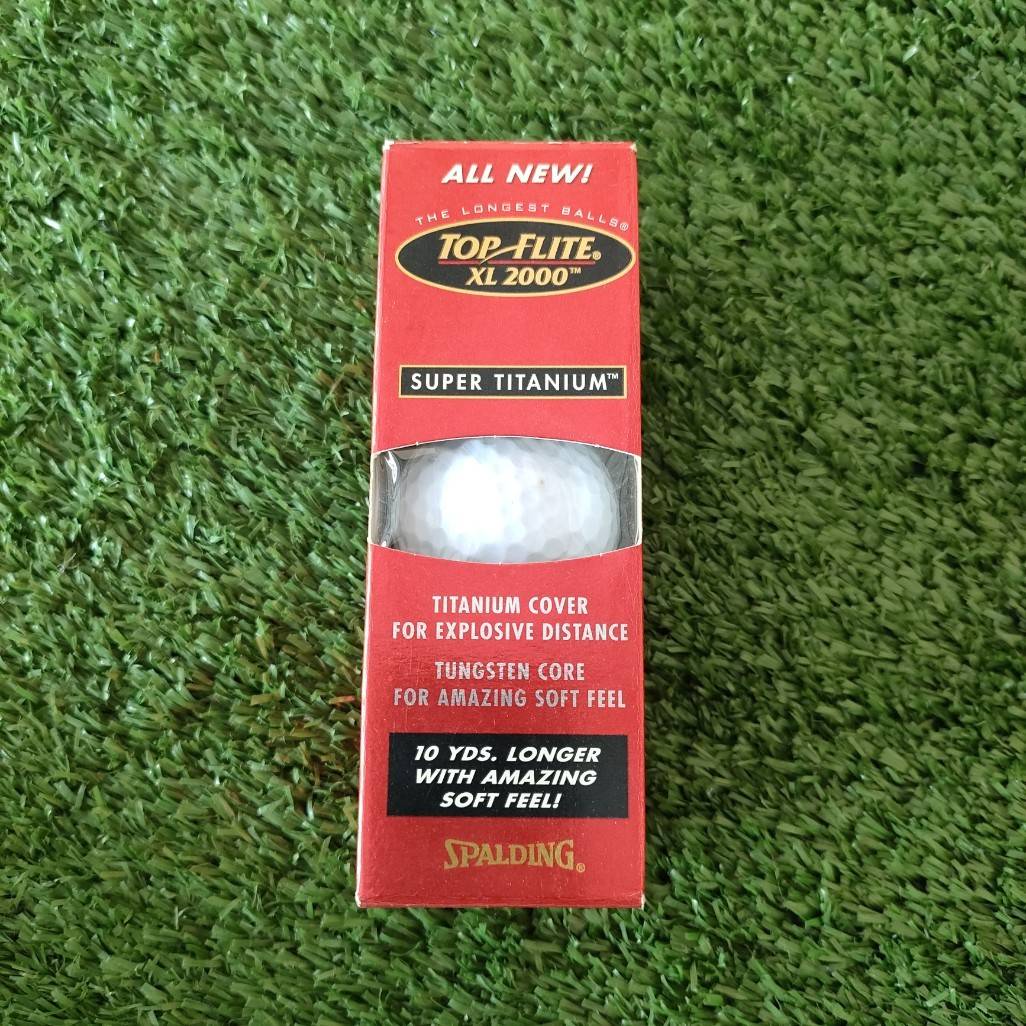 ALL NEW!
THE LONGEST BALLS®
TOP-FLITE®
XL 2000™
SUPER TITANIUM™
TITANIUM COVER
FOR EXPLOSIVE DISTANCE
TUNGSTEN CORE
FOR AMAZING SOFT FEEL
10 YDS. LONGER
WITH AMAZING
SOFT FEEL!
SPALDING®